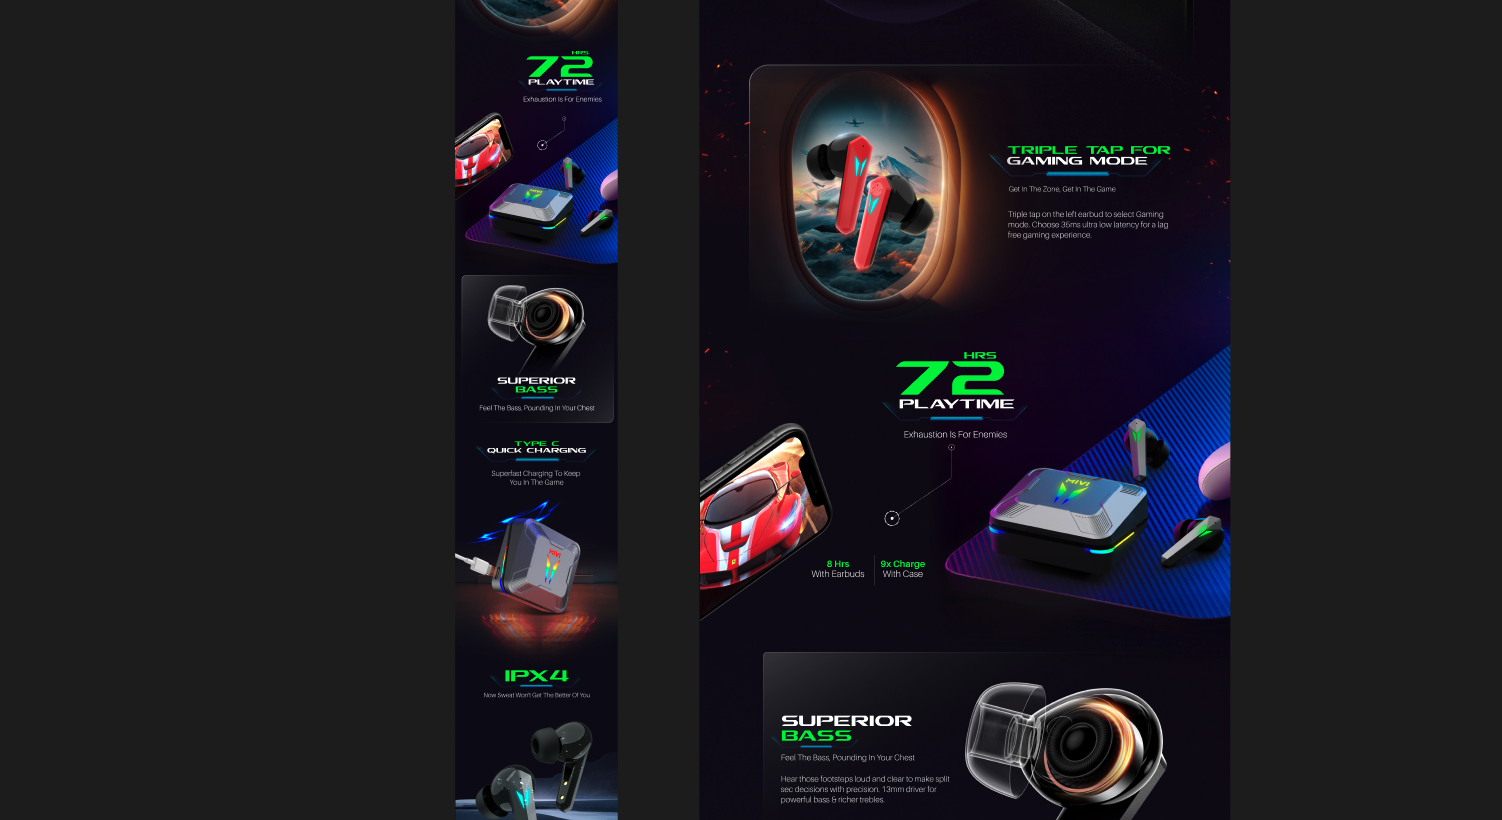 HRS
72
PLAYTIME
Exhaustion Is For Enemies
MIVI
SUPERIOR
BASS
Feel The Bass, Pounding In Your Chest
TYPE C
QUICK CHARGING
Superfast Charging To Keep
You In The Game
MIVI
IPX4
Now Sweat Won't Get The Better Of You
TRIPLE TAP FOR
GAMING MODE
Get In The Zone, Get In The Game
Triple tap on the left earbud to select Gaming
mode. Choose 35ms ultra low latency for a lag
free gaming experience.
HRS
72
PLAYTIME
Exhaustion Is For Enemies
MIVI
8 Hrs
With Earbuds
9x Charge
With Case
SUPERIOR
BASS
Feel The Bass, Pounding In Your Chest
Hear those footsteps loud and clear to make split
sec decisions with precision. 13mm driver for
powerful bass & richer trebles.